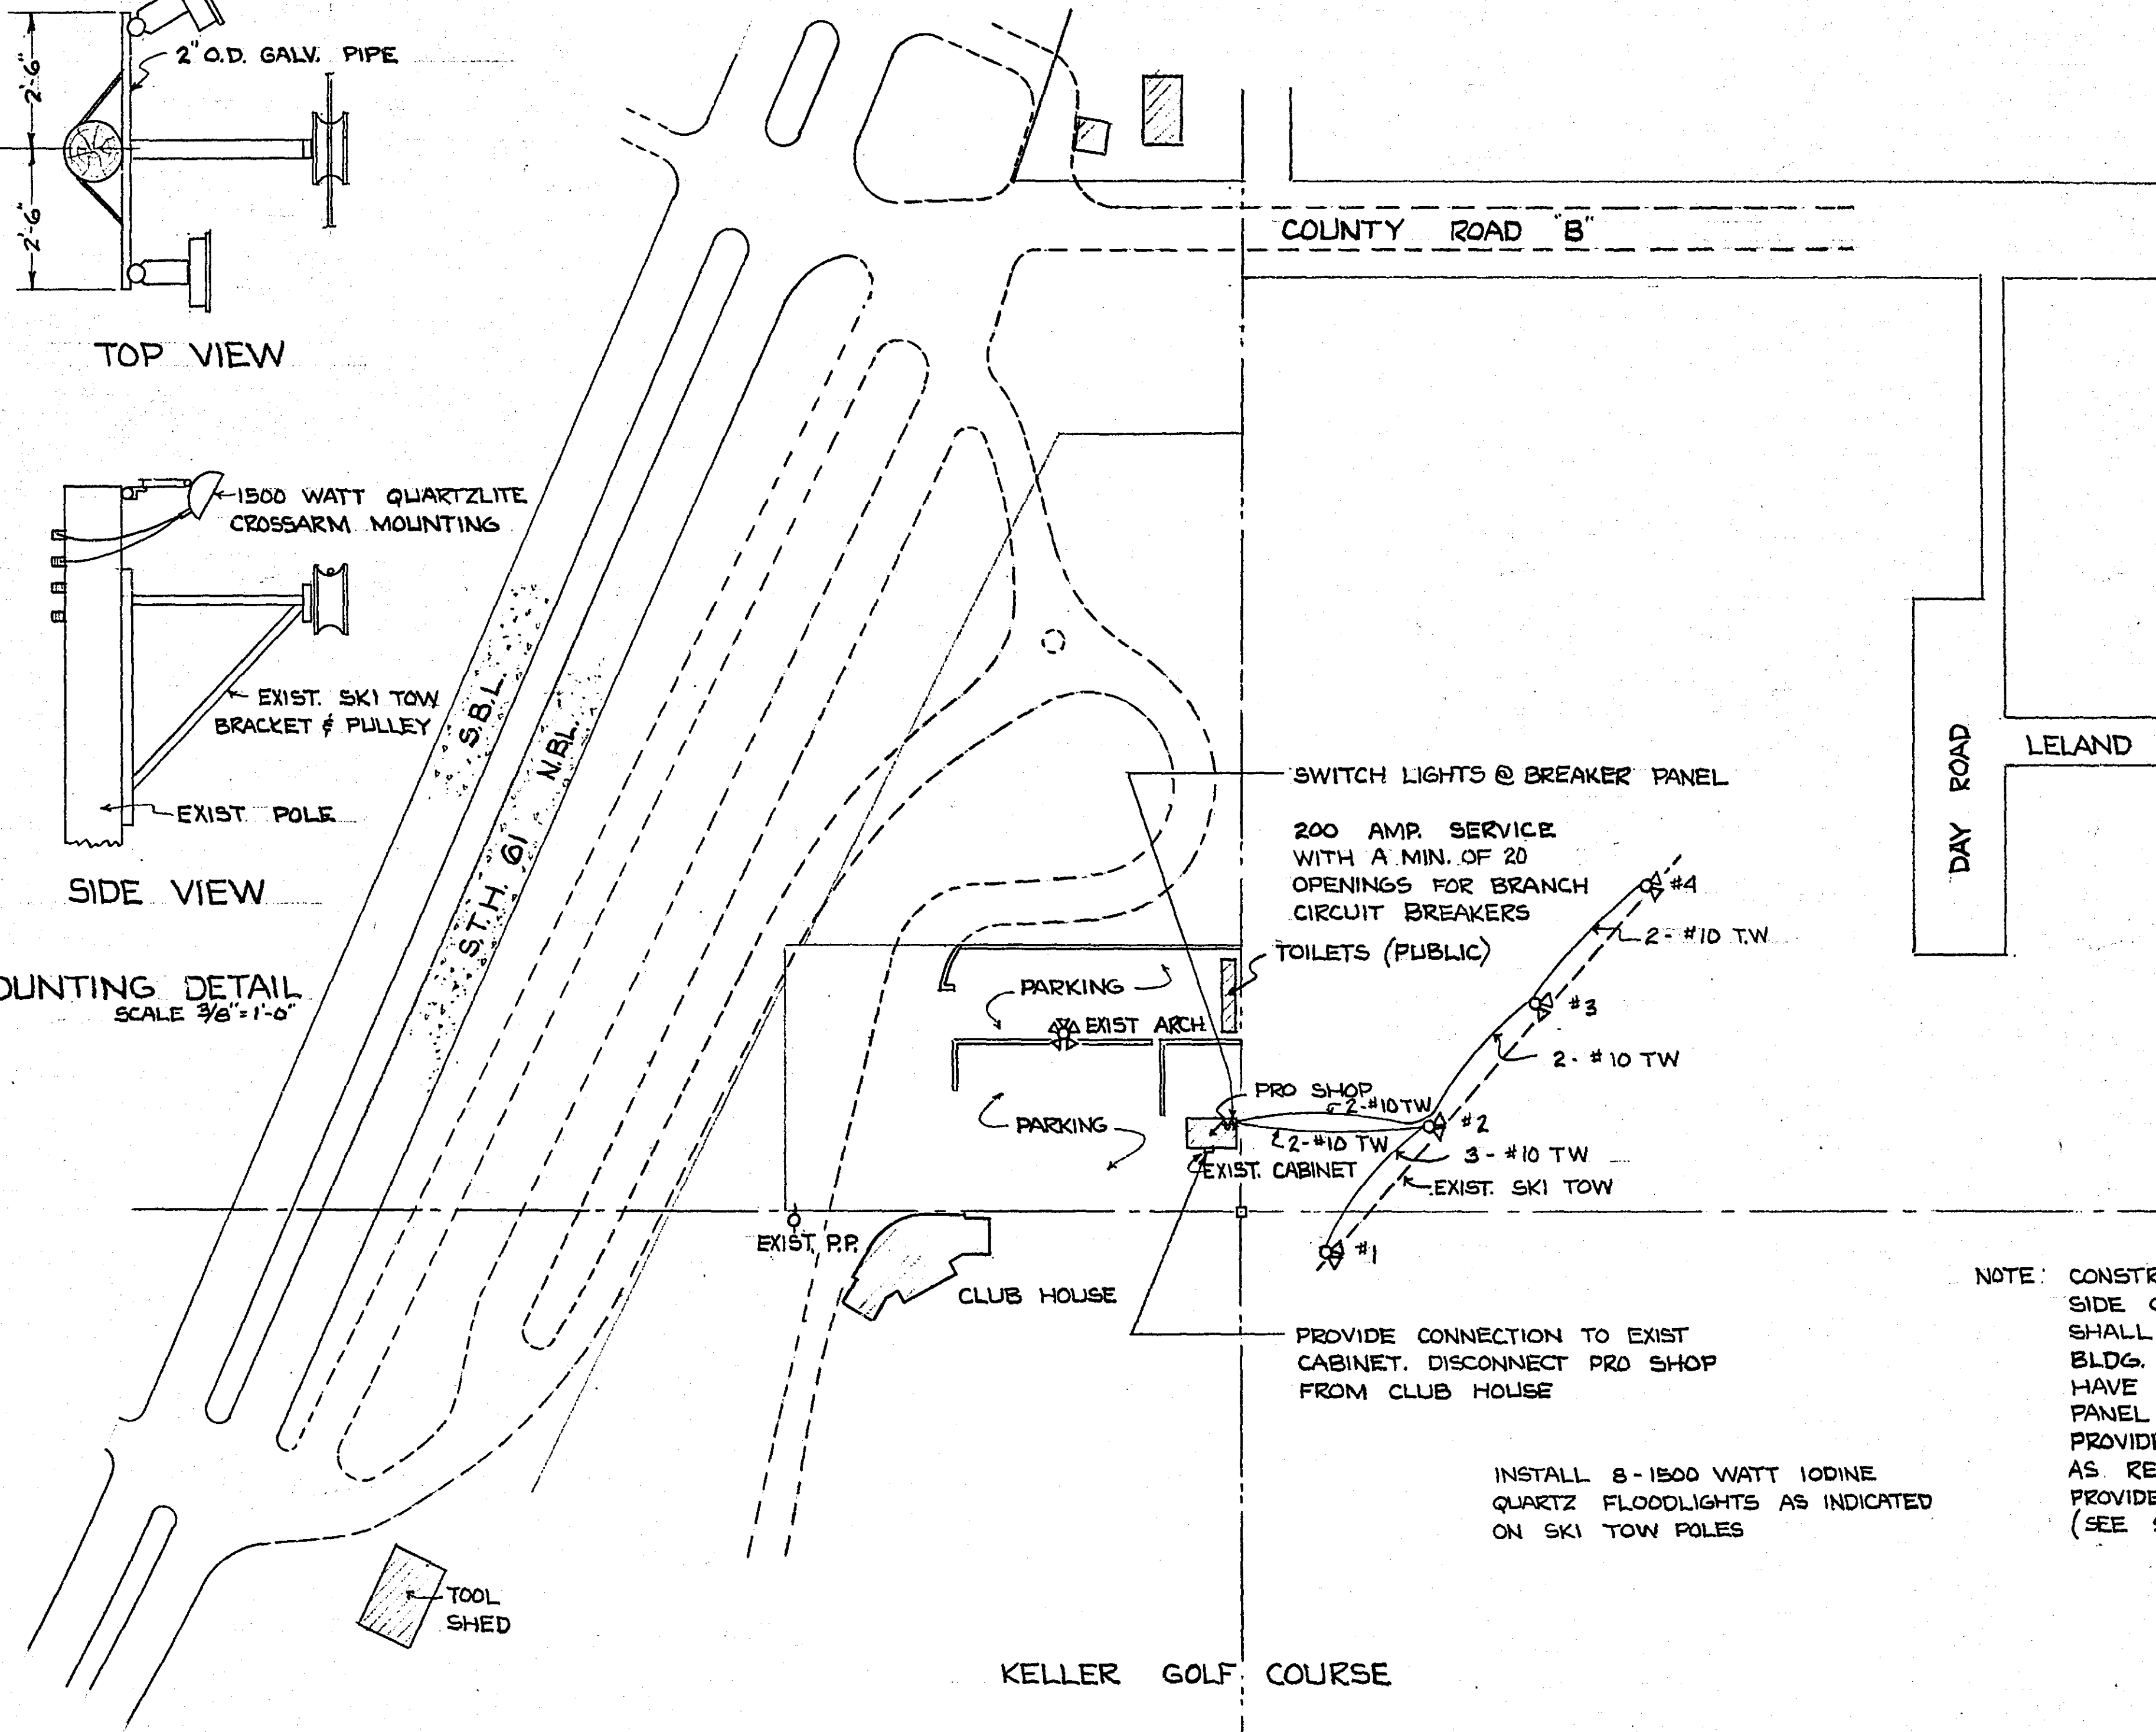 2'-6"
2" O.D. GALV. PIPE
2'-6"
TOP VIEW
1500 WATT QUARTZLITE
CROSSARM MOUNTING
EXIST. SKI TOW
BRACKET & PULLEY
EXIST. POLE
SIDE VIEW
OUNTING DETAIL
SCALE 3/8" = 1'-0"
S.B.L.
N.BL.
S.T.H. 61
COUNTY ROAD "B"
DAY ROAD
LELAND
SWITCH LIGHTS @ BREAKER PANEL
200 AMP. SERVICE
WITH A MIN. OF 20
OPENINGS FOR BRANCH
CIRCUIT BREAKERS
TOILETS (PUBLIC)
#4
2- #10 T.W.
#3
2- #10 TW
PARKING
EXIST ARCH.
PRO SHOP
2-#10 TW
#2
PARKING
2-#10 TW
3- #10 TW
EXIST. CABINET
EXIST. SKI TOW
EXIST. P.P.
#1
CLUB HOUSE
PROVIDE CONNECTION TO EXIST
CABINET. DISCONNECT PRO SHOP
FROM CLUB HOUSE
INSTALL 8-1500 WATT IODINE
QUARTZ FLOODLIGHTS AS INDICATED
ON SKI TOW POLES
NOTE: CONSTR
SIDE
SHALL
BLDG.
HAVE
PANEL
PROVIDE
AS RE
PROVIDE
(SEE
TOOL
SHED
KELLER GOLF COURSE